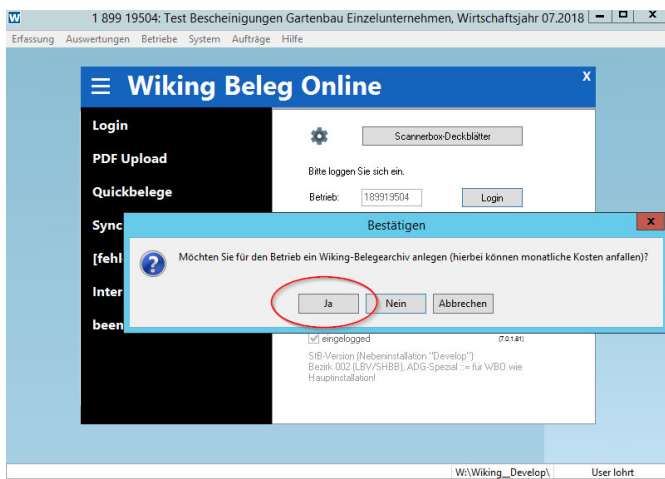 W 1 899 19504: Test Bescheinigungen Gartenbau Einzelunternehmen, Wirtschaftsjahr 07.2018
Erfassung Auswertungen Betriebe System Aufträge Hilfe
Wiking Beleg Online X
Login
Scannerbox-Deckblätter
PDF Upload
Bitte loggen Sie sich ein.
Quickbelege
Betrieb: 189919504 Login
Sync
Bestätigen x
[fehl
Möchten Sie für den Betrieb ein Wiking-Belegearchiv anlegen (hierbei können monatliche Kosten anfallen)?
Inter
Ja Nein Abbrechen
been
eingelogged (7.0.1.81)
StB-Version (Nebeninstallation "Develop")
Bezirk 002 (LBV/SHBB), ADG-Spezial ::= für WBO wie
Hauptinstallation!
W:\Wiking__Develop\ User lohrt